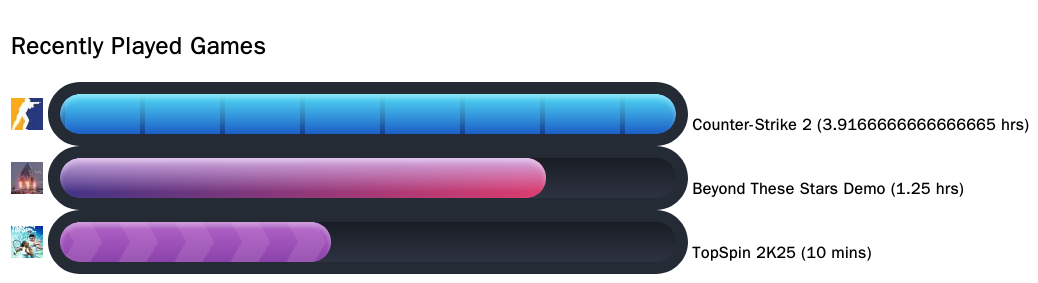 Recently Played Games
Counter-Strike 2 (3.9166666666666665 hrs)
Beyond These Stars Demo (1.25 hrs)
TopSpin 2K25 (10 mins)